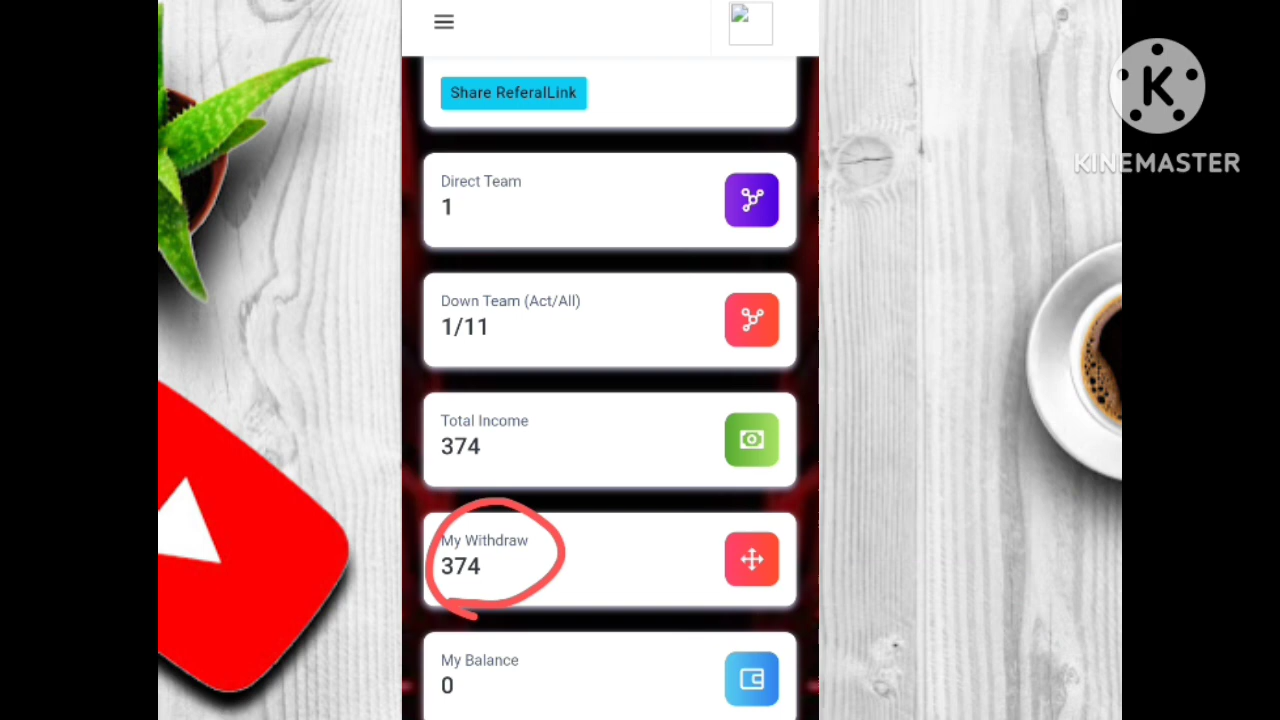 Share ReferalLink
Direct Team
1
Down Team (Act/All)
1/11
Total Income
374
My Withdraw
374
My Balance
0
K
KINEMASTER